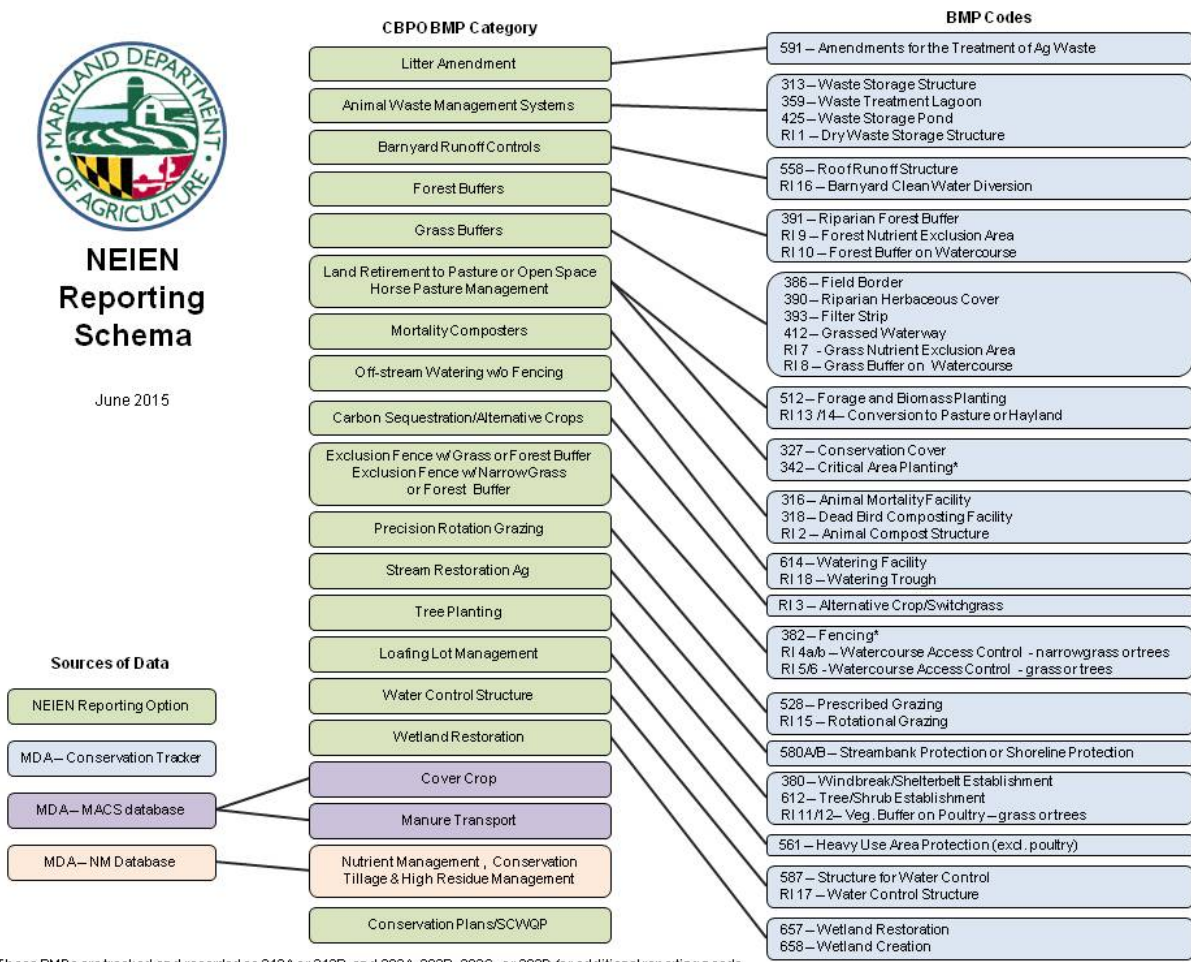 MARYLAND DEPARTMENT
OF AGRICULTURE
NEIEN
Reporting
Schema
June 2015
Sources of Data
NEIEN Reporting Option
MDA – Conservation Tracker
MDA – MACS database
MDA – NM Database
CBPO BMP Category
Litter Amendment
Animal Waste Management Systems
Barnyard Runoff Controls
Forest Buffers
Grass Buffers
Land Retirement to Pasture or Open Space
Horse Pasture Management
Mortality Composters
Off-stream Watering w/o Fencing
Carbon Sequestration/Alternative Crops
Exclusion Fence w/ Grass or Forest Buffer
Exclusion Fence w/ Narrow Grass
or Forest Buffer
Precision Rotation Grazing
Stream Restoration Ag
Tree Planting
Loafing Lot Management
Water Control Structure
Wetland Restoration
Cover Crop
Manure Transport
Nutrient Management , Conservation
Tillage & High Residue Management
Conservation Plans/SCWQP
BMP Codes
591 – Amendments for the Treatment of Ag Waste
313 – Waste Storage Structure
359 – Waste Treatment Lagoon
425 – Waste Storage Pond
RI 1 – Dry Waste Storage Structure
558 – Roof Runoff Structure
RI 16 – Barnyard Clean Water Diversion
391 – Riparian Forest Buffer
RI 9 – Forest Nutrient Exclusion Area
RI 10 – Forest Buffer on Watercourse
386 – Field Border
390 – Riparian Herbaceous Cover
393 – Filter Strip
412 – Grassed Waterway
RI 7 - Grass Nutrient Exclusion Area
RI 8 – Grass Buffer on Watercourse
512 – Forage and Biomass Planting
RI 13 /14– Conversion to Pasture or Hayland
327 – Conservation Cover
342 – Critical Area Planting*
316 – Animal Mortality Facility
318 – Dead Bird Composting Facility
RI 2 – Animal Compost Structure
614 – Watering Facility
RI 18 – Watering Trough
RI 3 – Alternative Crop/Switchgrass
382 – Fencing*
RI 4a/b – Watercourse Access Control - narrow grass or trees
RI 5/6 - Watercourse Access Control - grass or trees
528 – Prescribed Grazing
RI 15 – Rotational Grazing
580A/B – Streambank Protection or Shoreline Protection
380 – Windbreak/Shelterbelt Establishment
612 – Tree/Shrub Establishment
RI 11/12– Veg. Buffer on Poultry – grass or trees
561 – Heavy Use Area Protection (excl. poultry)
587 – Structure for Water Control
RI 17 – Water Control Structure
657 – Wetland Restoration
658 – Wetland Creation